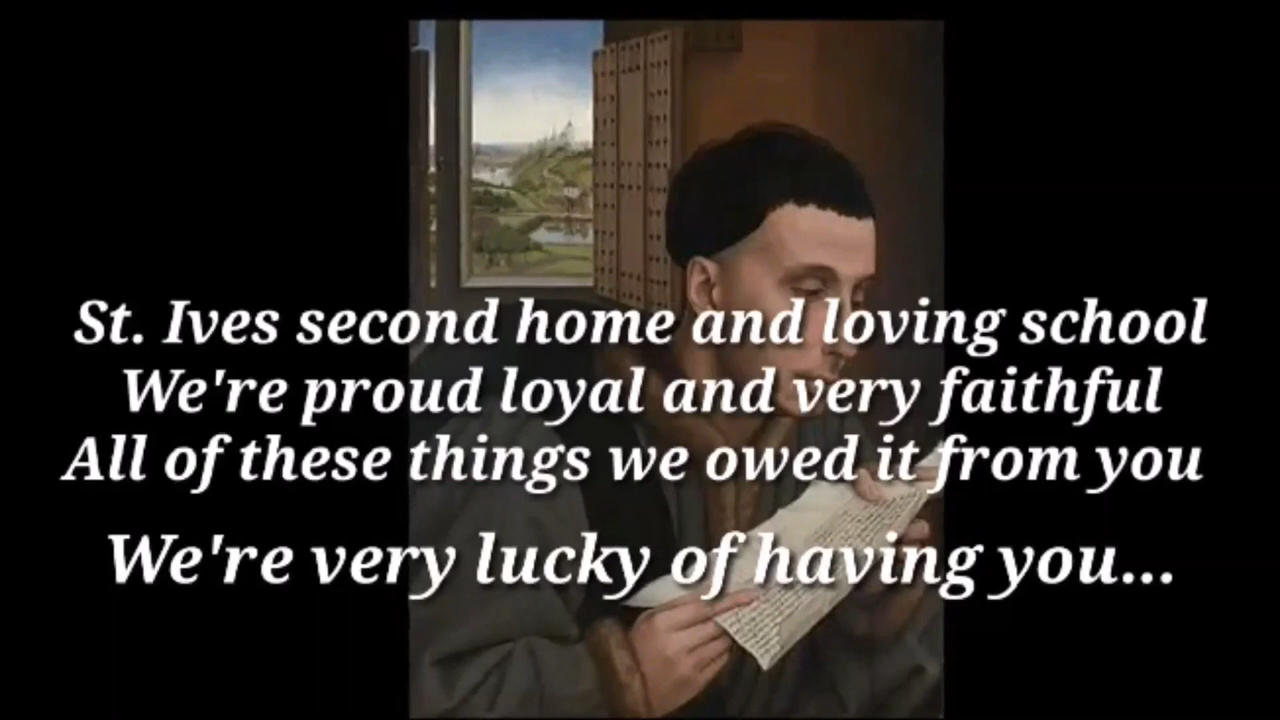 St. Ives second home and loving school
We're proud loyal and very faithful
All of these things we owed it from you
We're very lucky of having you...